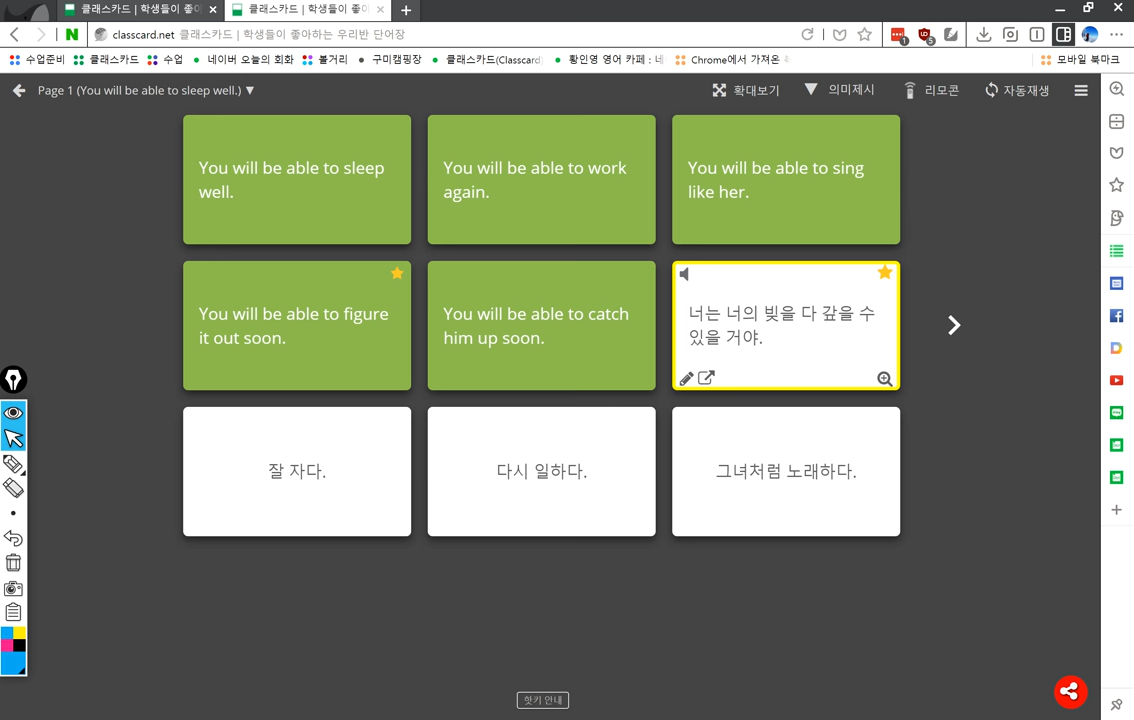 클래스카드 | 학생들이 좋아
클래스카드 | 학생들이 좋아
classcard.net 클래스카드 | 학생들이 좋아하는 우리반 단어장
수업준비
클래스카드
수업
네이버 오늘의 회화
볼거리
구미캠핑장
클래스카드(Classcard)
황인영 영어 카페 : 네
Chrome에서 가져온
모바일 북마크
Page 1 (You will be able to sleep well.) ▼
확대보기
의미제시
리모콘
자동재생
You will be able to sleep
well.
You will be able to work
again.
You will be able to sing
like her.
You will be able to figure
it out soon.
You will be able to catch
him up soon.
너는 너의 빚을 다 갚을 수
있을 거야.
잘 자다.
다시 일하다.
그녀처럼 노래하다.
핫키 안내